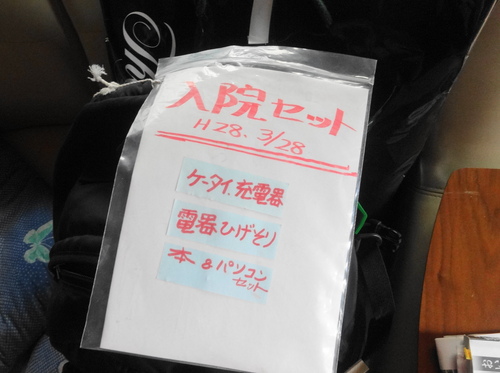 入院セット
H28. 3/28
ケータイ充電器
電器ひげそり
本 & パソコン
セット